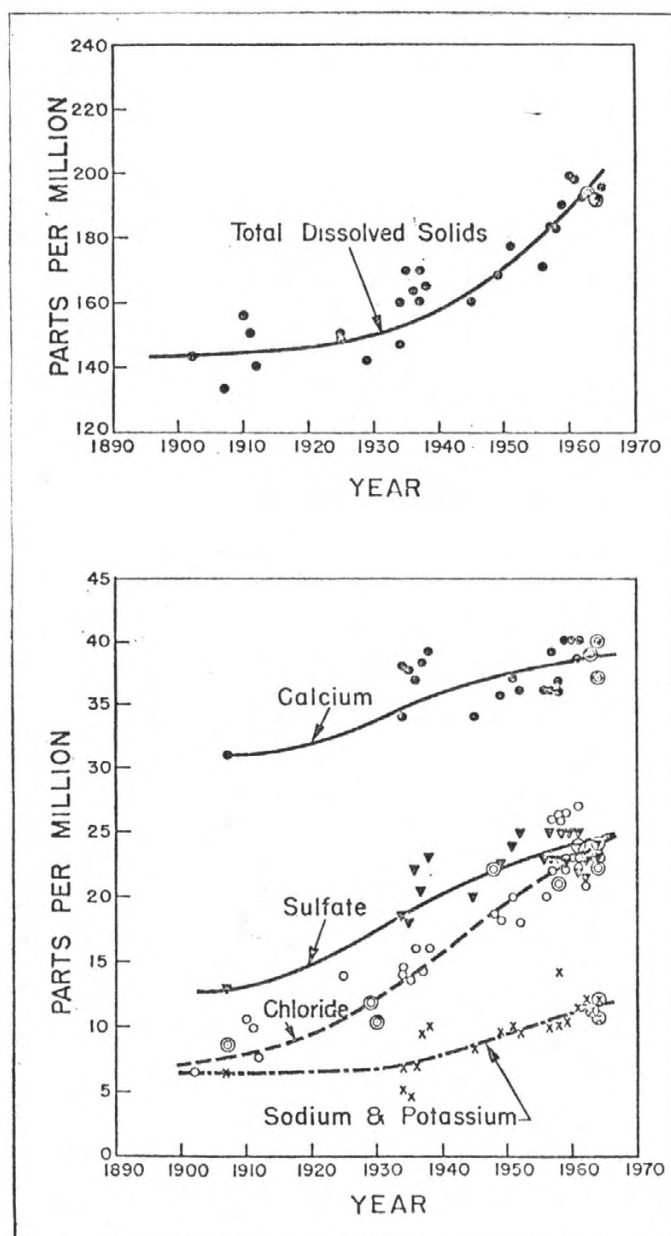 PARTS PER MILLION
240
220
200
180
160
140
120
Total Dissolved Solids
1890 1900 1910 1920 1930 1940 1950 1960 1970
YEAR
PARTS PER MILLION
45
40
35
30
25
20
15
10
5
0
Calcium
Sulfate
Chloride
Sodium & Potassium
1890 1900 1910 1920 1930 1940 1950 1960 1970
YEAR